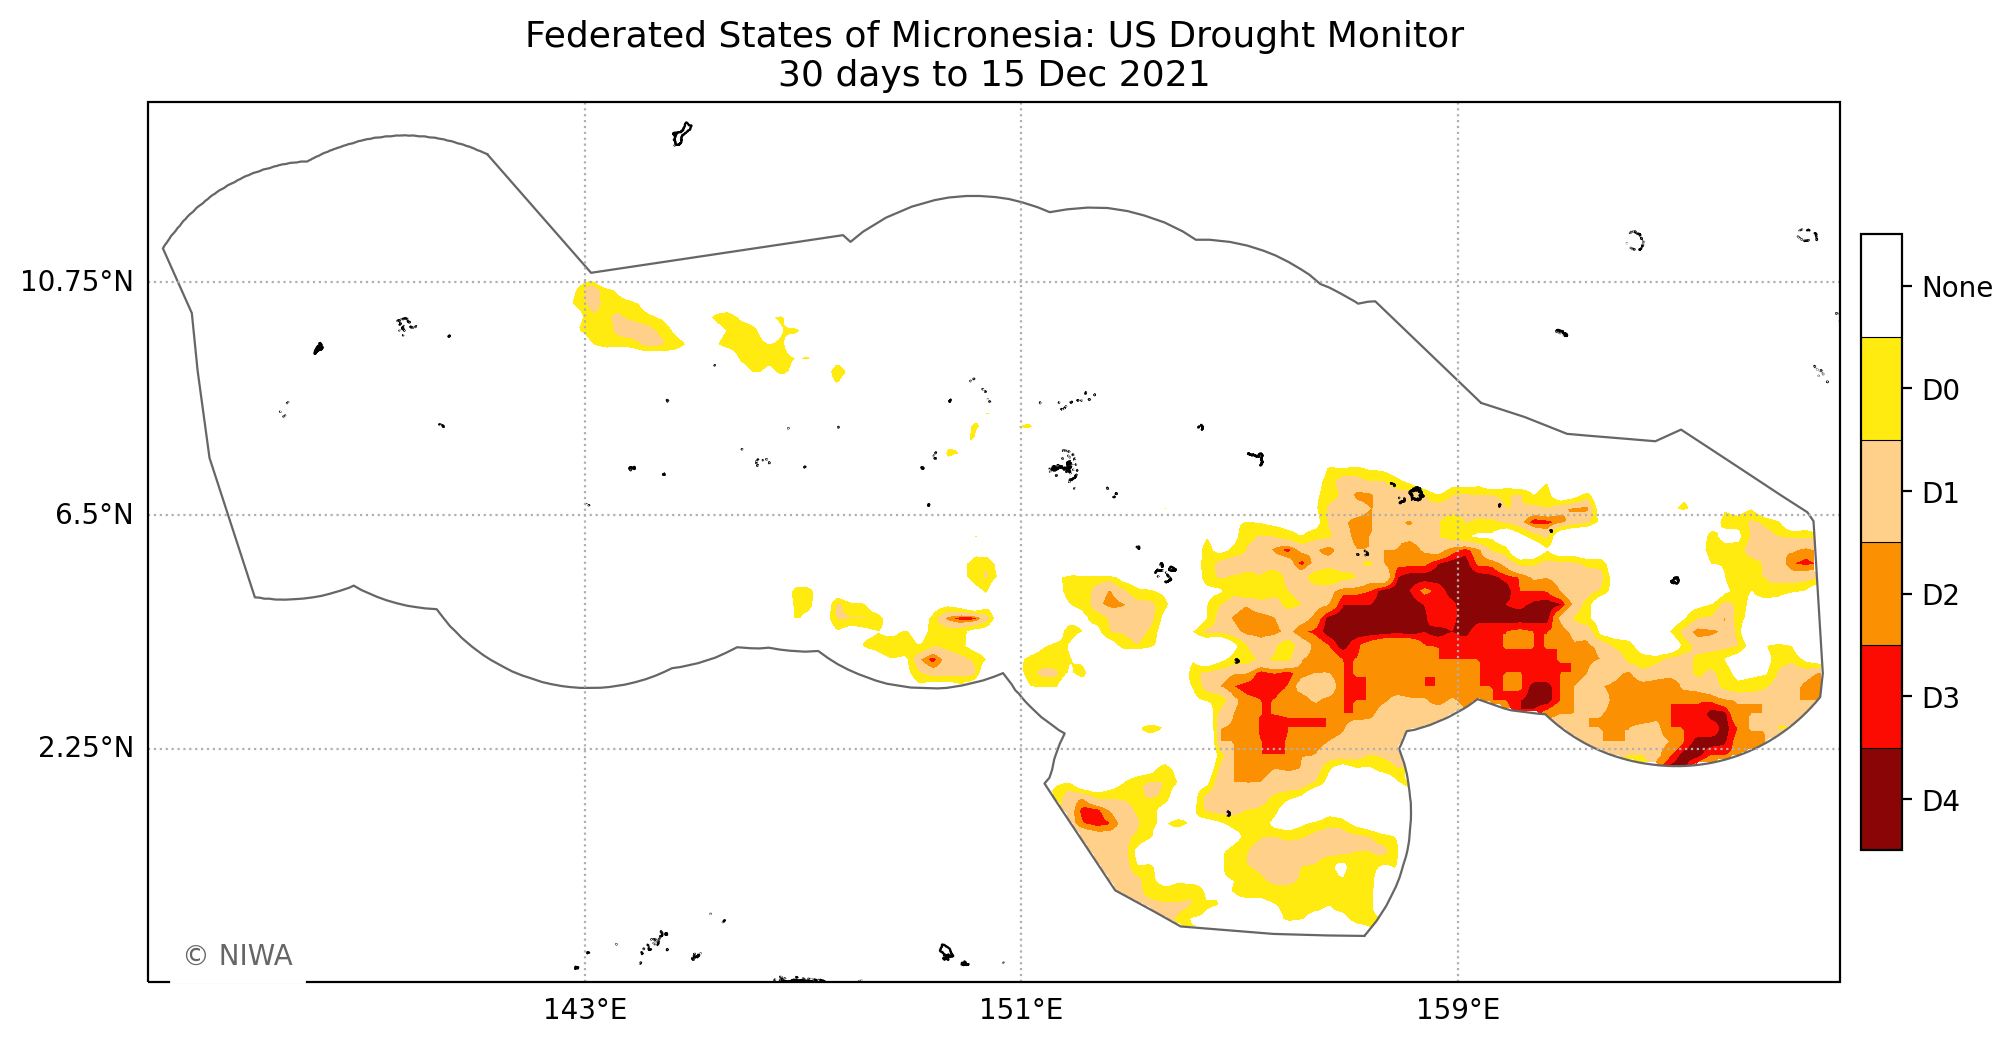 Federated States of Micronesia: US Drought Monitor
30 days to 15 Dec 2021
10.75°N
6.5°N
2.25°N
143°E
151°E
159°E
None
D0
D1
D2
D3
D4
© NIWA